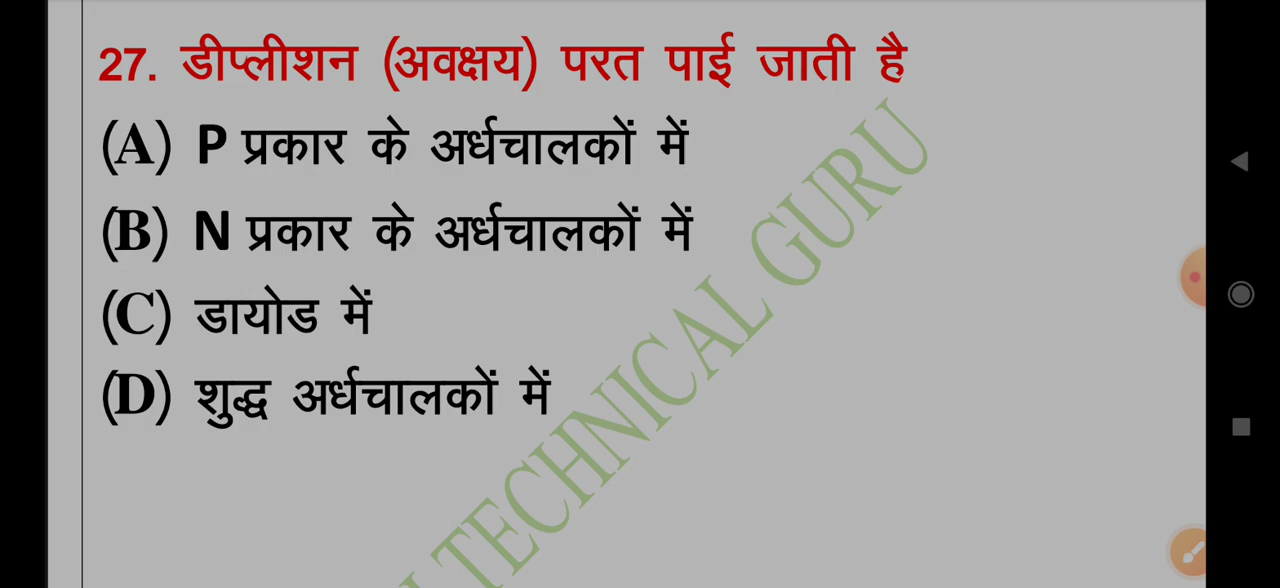 27. डीप्लीशन (अवक्षय) परत पाई जाती है
(A) P प्रकार के अर्धचालकों में
(B) N प्रकार के अर्धचालकों में
(C) डायोड में
(D) शुद्ध अर्धचालकों में
TECHNICAL GURU